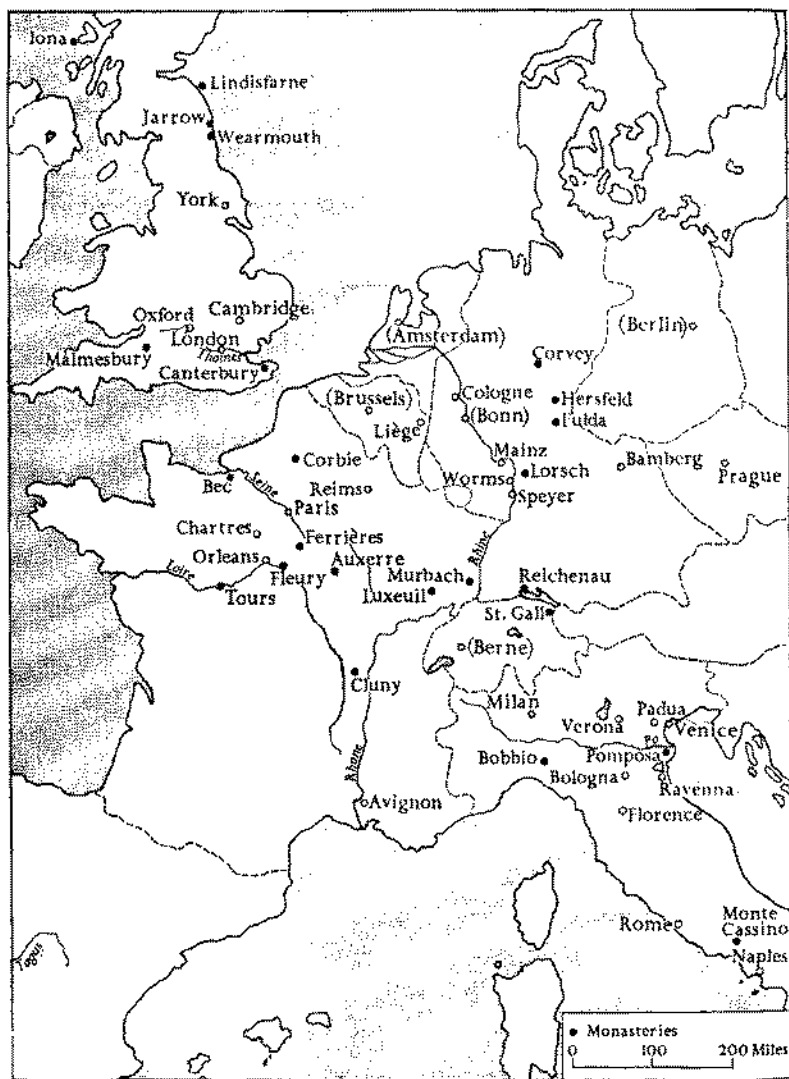 Iona
Lindisfarne
Jarrow
Wearmouth
York
Oxford
Cambridge
London
Thames
Malmesbury
Canterbury
(Amsterdam)
(Berlin)
Corvey
Cologne
(Bonn)
Hersfeld
Fulda
(Brussels)
Liège
Mainz
Lorsch
Bamberg
Prague
Worms
Speyer
Corbie
Bec
Seine
Reims
Paris
Chartres
Ferrières
Orleans
Auxerre
Fleury
Loire
Tours
Rhine
Murbach
Luxeuil
Reichenau
St. Gall
(Berne)
Cluny
Milan
Verona
Padua
Venice
Po
Pomposa
Bobbio
Bologna
Ravenna
Rhone
Avignon
Florence
Rome
Monte
Cassino
Naples
Tagus
Monasteries
0 100 200 Miles